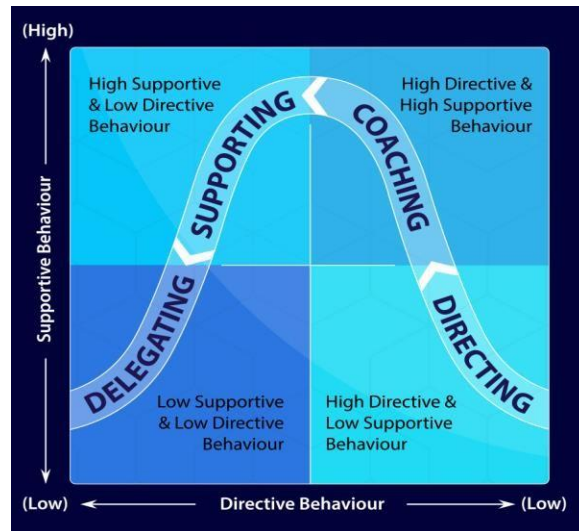 (High)
High Supportive
& Low Directive
Behaviour
High Directive &
High Supportive
Behaviour
SUPPORTING
COACHING
Supportive Behaviour
DELEGATING
DIRECTING
Low Supportive
& Low Directive
Behaviour
High Directive &
Low Supportive
Behaviour
(Low)
Directive Behaviour
(Low)